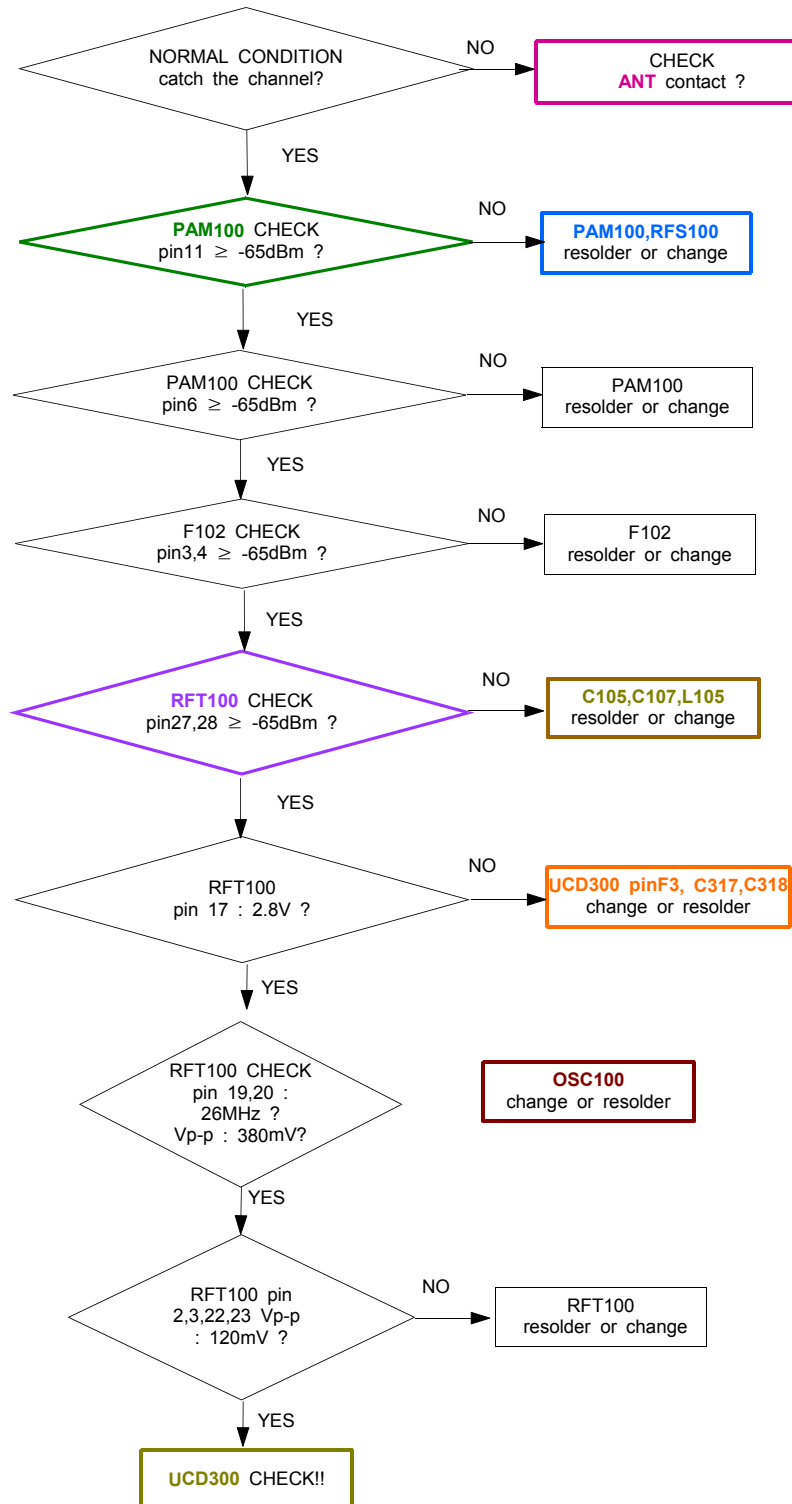 NORMAL CONDITION
catch the channel?
NO
CHECK
ANT contact ?
YES
PAM100 CHECK
pin11 ≥ -65dBm ?
NO
PAM100,RFS100
resolder or change
YES
PAM100 CHECK
pin6 ≥ -65dBm ?
NO
PAM100
resolder or change
YES
F102 CHECK
pin3,4 ≥ -65dBm ?
NO
F102
resolder or change
YES
RFT100 CHECK
pin27,28 ≥ -65dBm ?
NO
C105,C107,L105
resolder or change
YES
RFT100
pin 17 : 2.8V ?
NO
UCD300 pinF3, C317,C318
change or resolder
YES
RFT100 CHECK
pin 19,20 :
26MHz ?
Vp-p : 380mV?
OSC100
change or resolder
YES
RFT100 pin
2,3,22,23 Vp-p
: 120mV ?
NO
RFT100
resolder or change
YES
UCD300 CHECK!!